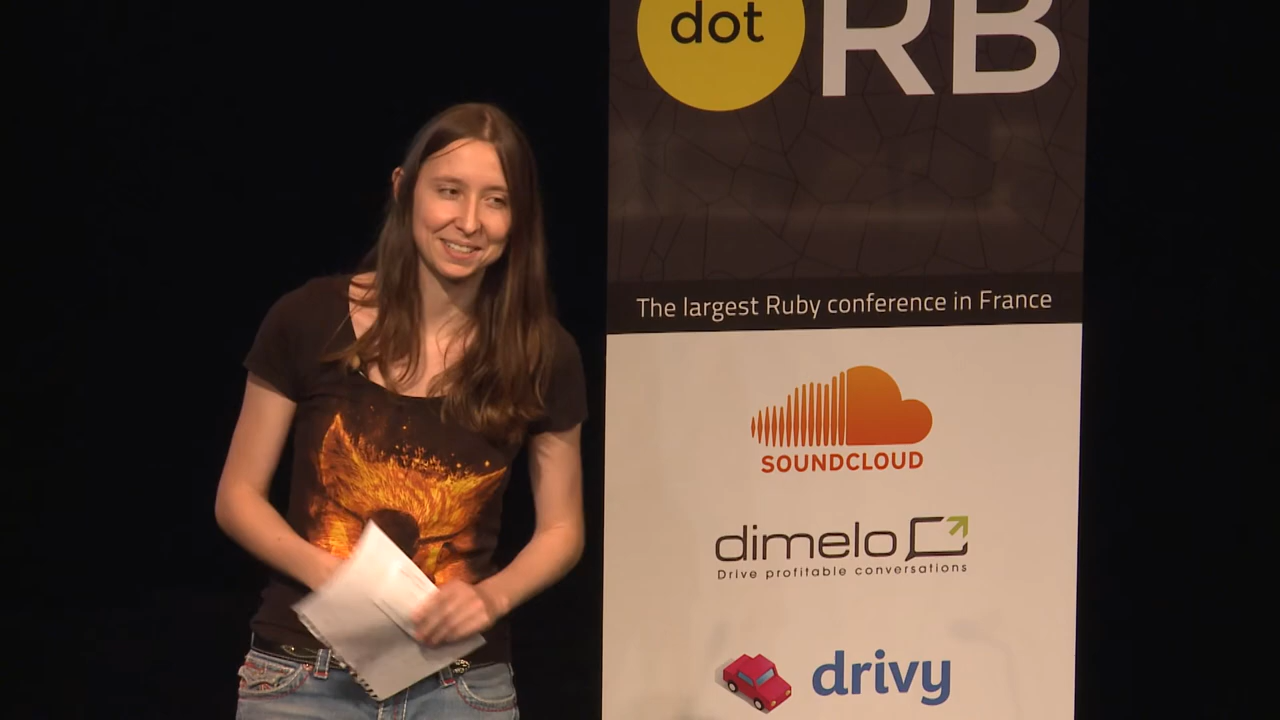 dot RB
The largest Ruby conference in France
SOUNDCLOUD
dimelo
Drive profitable conversations
drivy